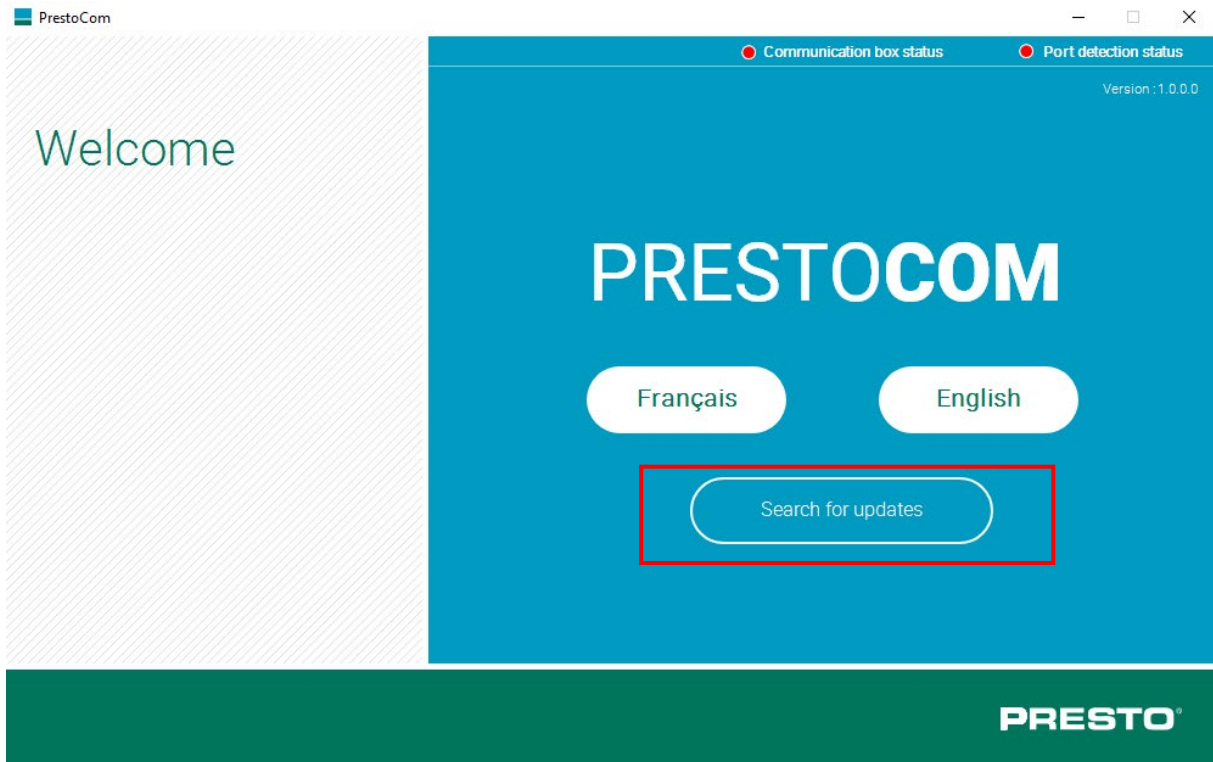 PrestoCom
Communication box status
Port detection status
Version : 1.0.0.0
Welcome
PRESTOCOM
Français
English
Search for updates
PRESTO®